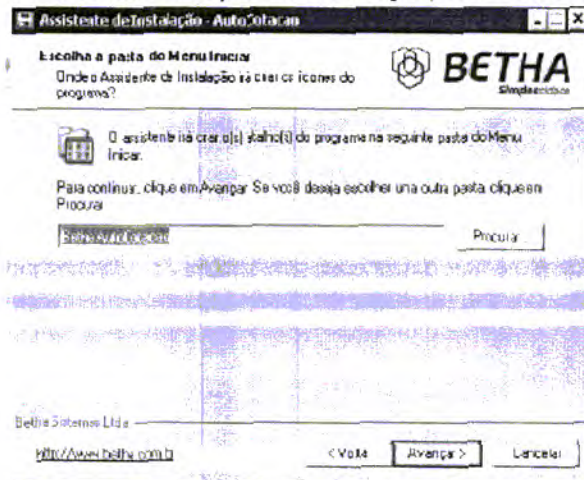 Assistente de Instalação - AutoCotacao
Escolha a pasta do Menu Iniciar
Onde o Assistente de Instalação irá criar os ícones do
programa?
BETHA
O assistente irá criar o(s) atalho(s) do programa na seguinte pasta do Menu
Iniciar.
Para continuar, clique em Avançar. Se você deseja escolher uma outra pasta, clique em
Procurar.
Procurar...
Betha Sistemas Ltda
http://www.betha.com.br
< Volta
Avançar >
Cancelar